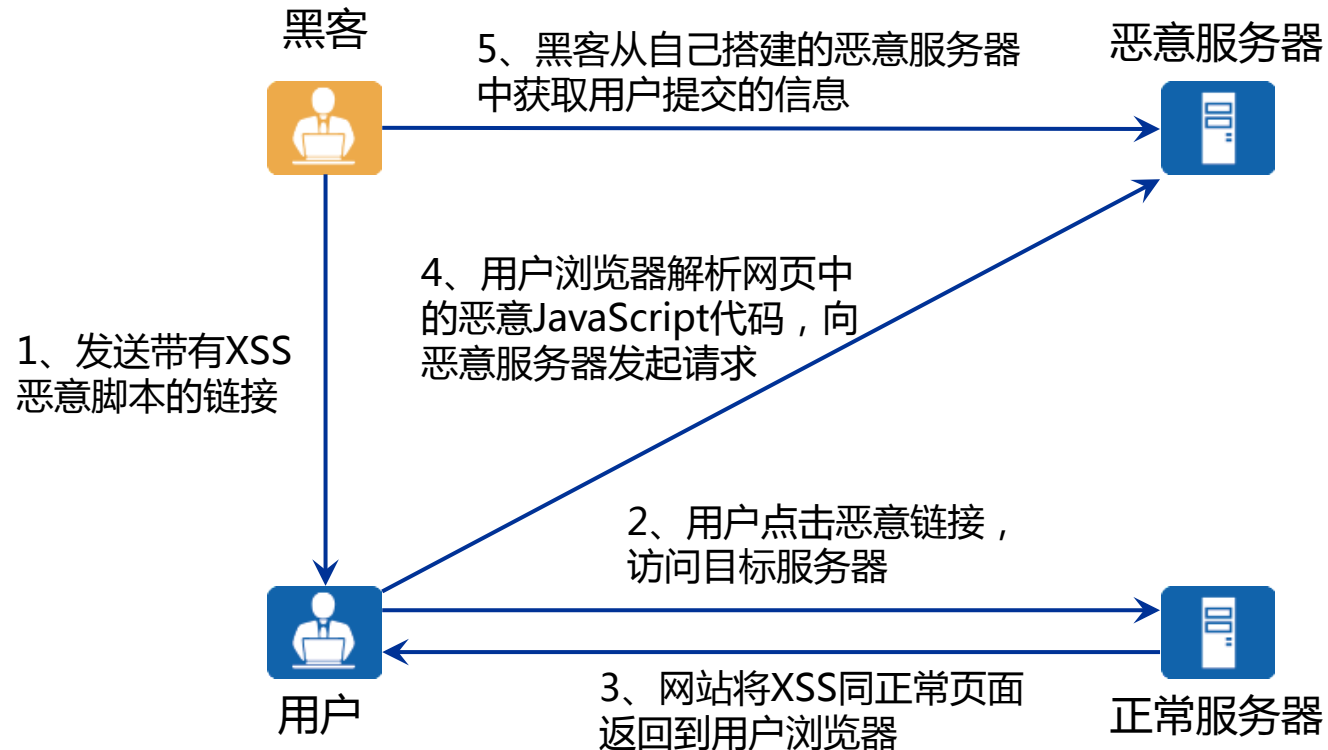 黑客
5、黑客从自己搭建的恶意服务器
中获取用户提交的信息
恶意服务器
4、用户浏览器解析网页中
的恶意JavaScript代码，向
恶意服务器发起请求
1、发送带有XSS
恶意脚本的链接
2、用户点击恶意链接，
访问目标服务器
3、网站将XSS同正常页面
返回到用户浏览器
用户
正常服务器